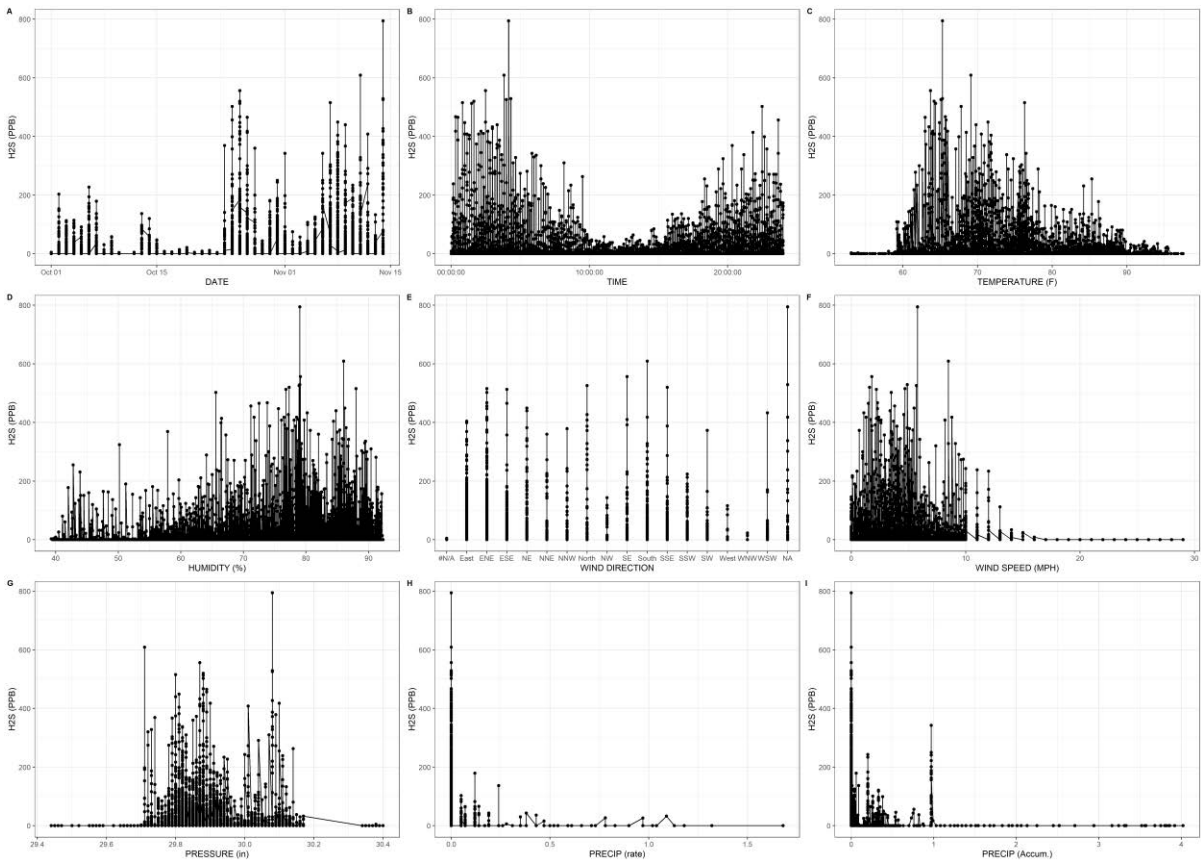 A
800
600
400
200
0
H2S (PPB)
Oct 01
Oct 15
Nov 01
Nov 15
DATE
B
800
600
400
200
0
H2S (PPB)
00:00:00
10:00:00
20:00:00
TIME
C
800
600
400
200
0
H2S (PPB)
60
70
80
90
TEMPERATURE (F)
D
800
600
400
200
0
H2S (PPB)
40
50
60
70
80
90
HUMIDITY (%)
E
800
600
400
200
0
H2S (PPB)
#N/A East ENE ESE NE NNE NNW North NW SE South SSE SSW SW West WNW WSW NA
WIND DIRECTION
F
800
600
400
200
0
H2S (PPB)
0
10
20
30
WIND SPEED (MPH)
G
800
600
400
200
0
H2S (PPB)
29.4
29.6
29.8
30.0
30.2
30.4
PRESSURE (in)
H
800
600
400
200
0
H2S (PPB)
0.0
0.5
1.0
1.5
PRECIP (rate)
I
800
600
400
200
0
H2S (PPB)
0
1
2
3
4
PRECIP (Accum.)